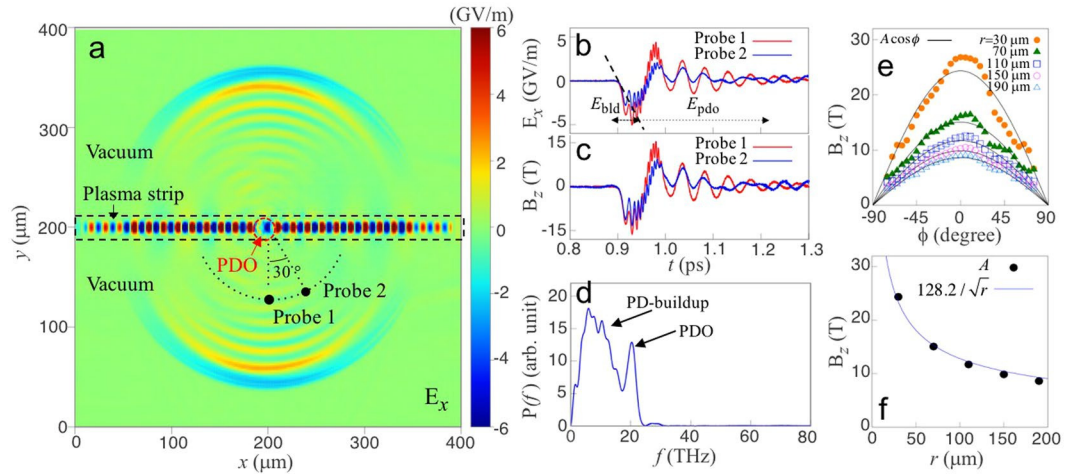 (GV/m)
a
400
300
200
100
0
y (μm)
0
100
200
300
400
x (μm)
Vacuum
Plasma strip
PDO
30°
Vacuum
Probe 2
Probe 1
Ex
6
4
2
0
-2
-4
-6
b
Probe 1
Probe 2
5
0
-5
Ex (GV/m)
Ebld
Epdo
c
Probe 1
Probe 2
15
0
-15
Bz (T)
0.8
0.9
1.0
1.1
1.2
1.3
t (ps)
d
PD-buildup
PDO
20
15
10
5
0
P(f) (arb. unit)
0
20
40
60
80
f (THz)
e
A cosϕ
r=30 μm
70 μm
110 μm
150 μm
190 μm
30
20
10
0
Bz (T)
-90
-45
0
45
90
ϕ (degree)
A
128.2/√r
f
30
20
10
0
Bz (T)
0
50
100
150
200
r (μm)